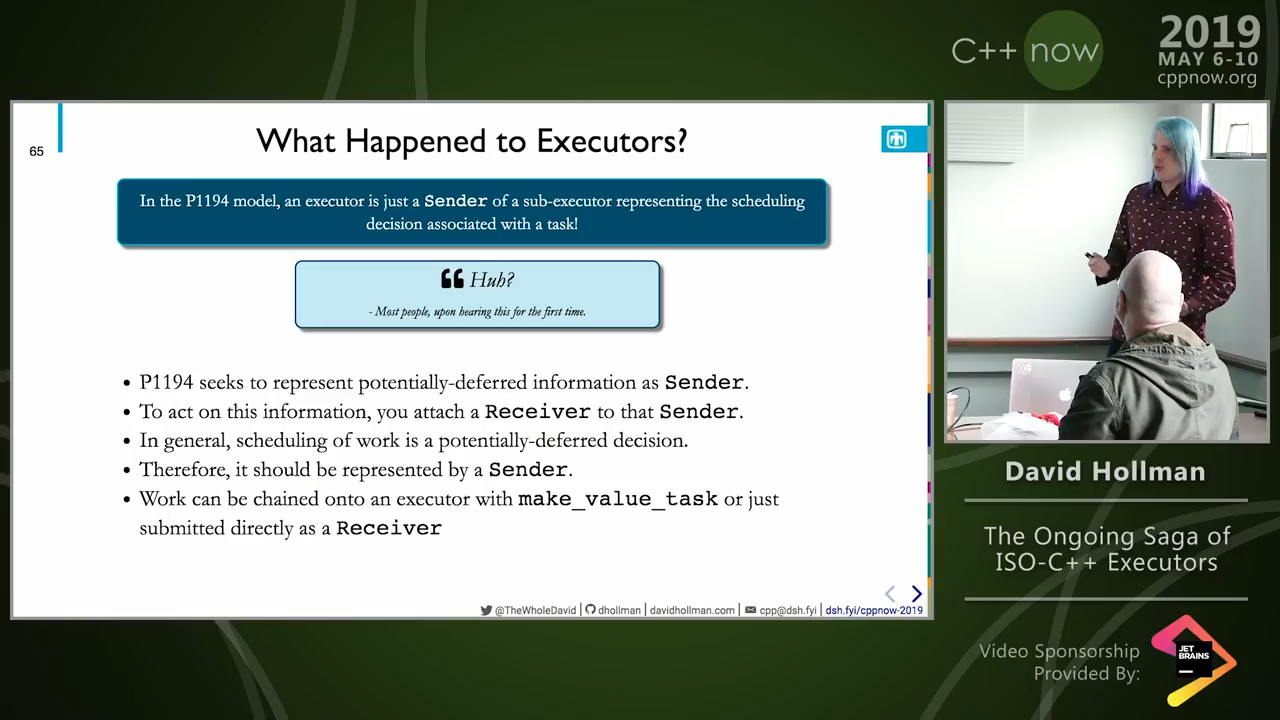 C++ now
2019
MAY 6-10
cppnow.org
65
What Happened to Executors?
In the P1194 model, an executor is just a Sender of a sub-executor representing the scheduling
decision associated with a task!
❝ Huh?
- Most people, upon hearing this for the first time.
• P1194 seeks to represent potentially-deferred information as Sender.
• To act on this information, you attach a Receiver to that Sender.
• In general, scheduling of work is a potentially-deferred decision.
• Therefore, it should be represented by a Sender.
• Work can be chained onto an executor with make_value_task or just
submitted directly as a Receiver
@TheWholeDavid | dhollman | davidhollman.com | cpp@dsh.fyi | dsh.fyi/cppnow-2019
David Hollman
The Ongoing Saga of
ISO-C++ Executors
Video Sponsorship
Provided By:
JET
BRAINS